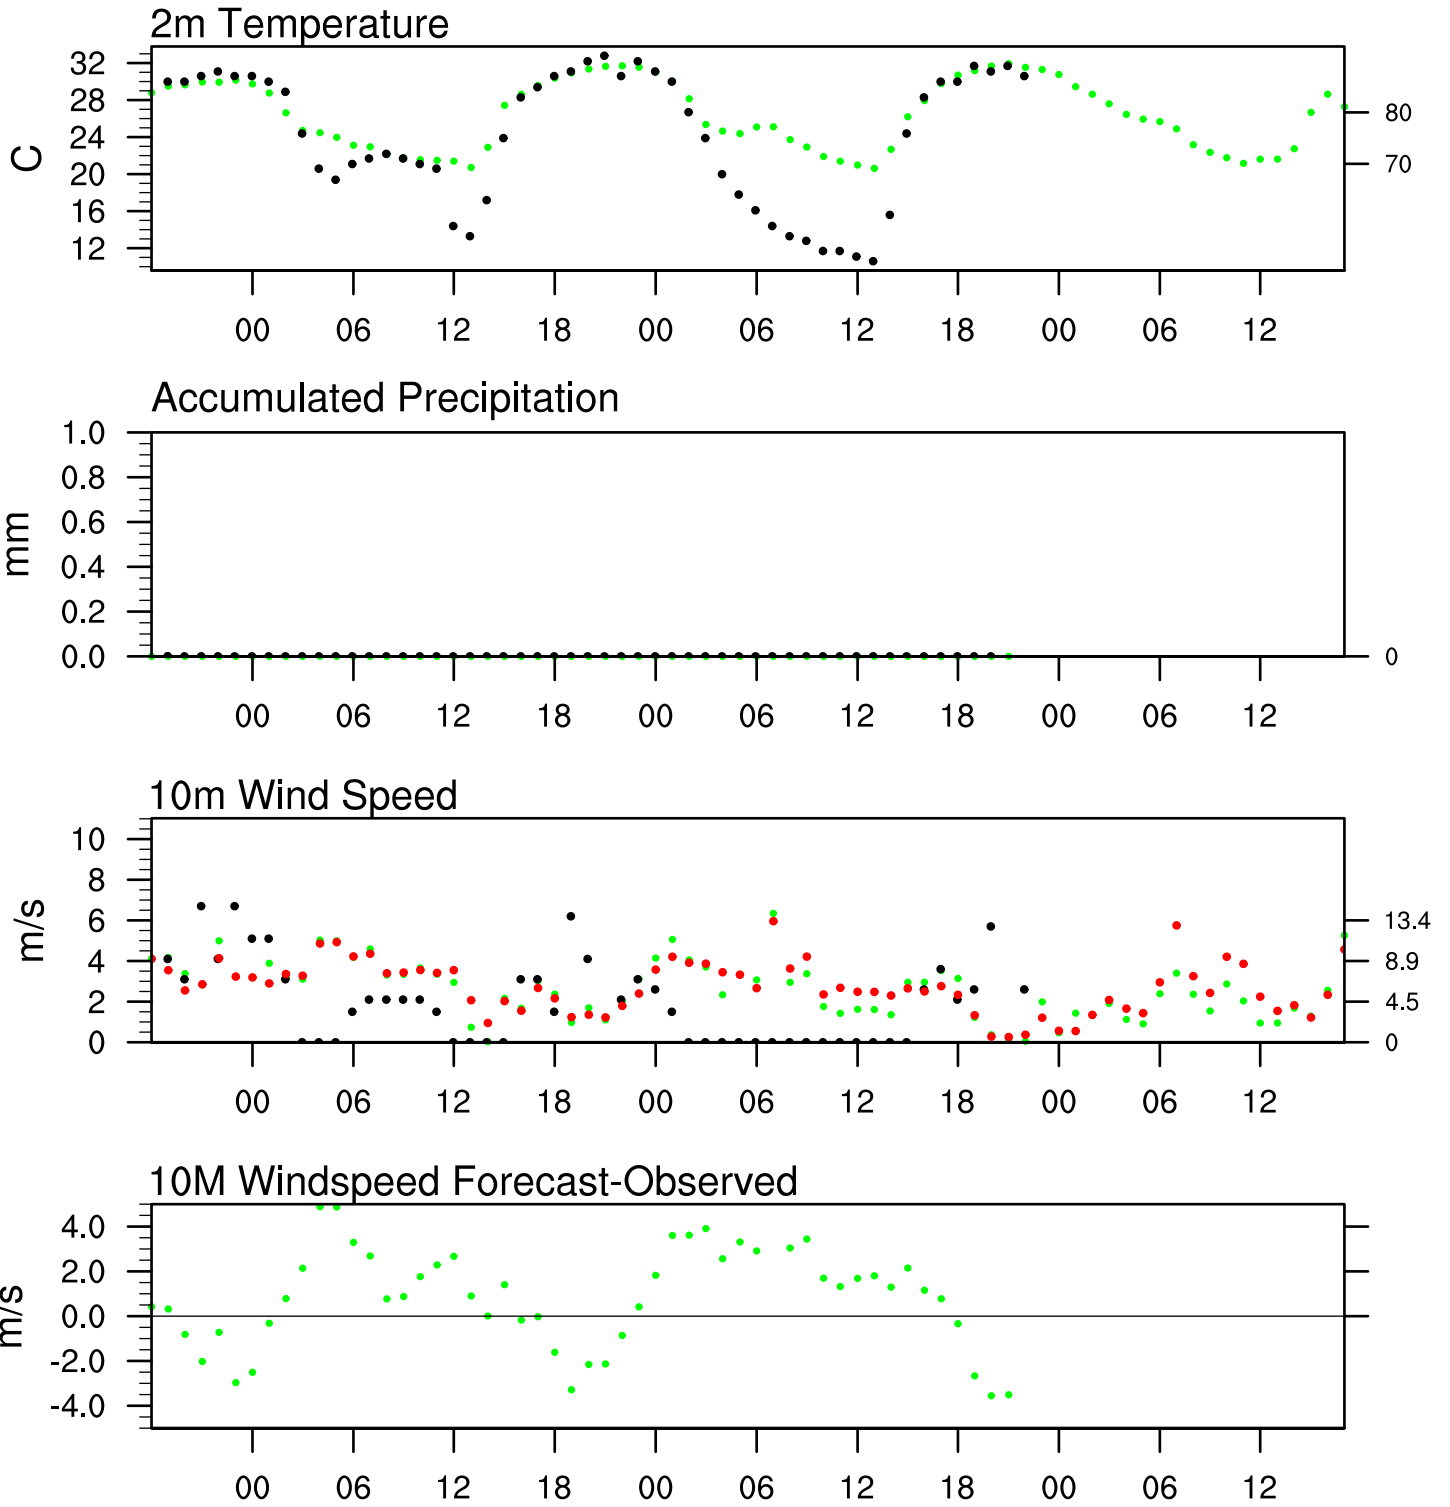 2m Temperature
32
28
24
20
16
12
C
80
70
00 06 12 18 00 06 12 18 00 06 12
Accumulated Precipitation
1.0
0.8
0.6
0.4
0.2
0.0
mm
0
00 06 12 18 00 06 12 18 00 06 12
10m Wind Speed
10
8
6
4
2
0
m/s
13.4
8.9
4.5
0
00 06 12 18 00 06 12 18 00 06 12
10M Windspeed Forecast-Observed
4.0
2.0
0.0
-2.0
-4.0
m/s
00 06 12 18 00 06 12 18 00 06 12